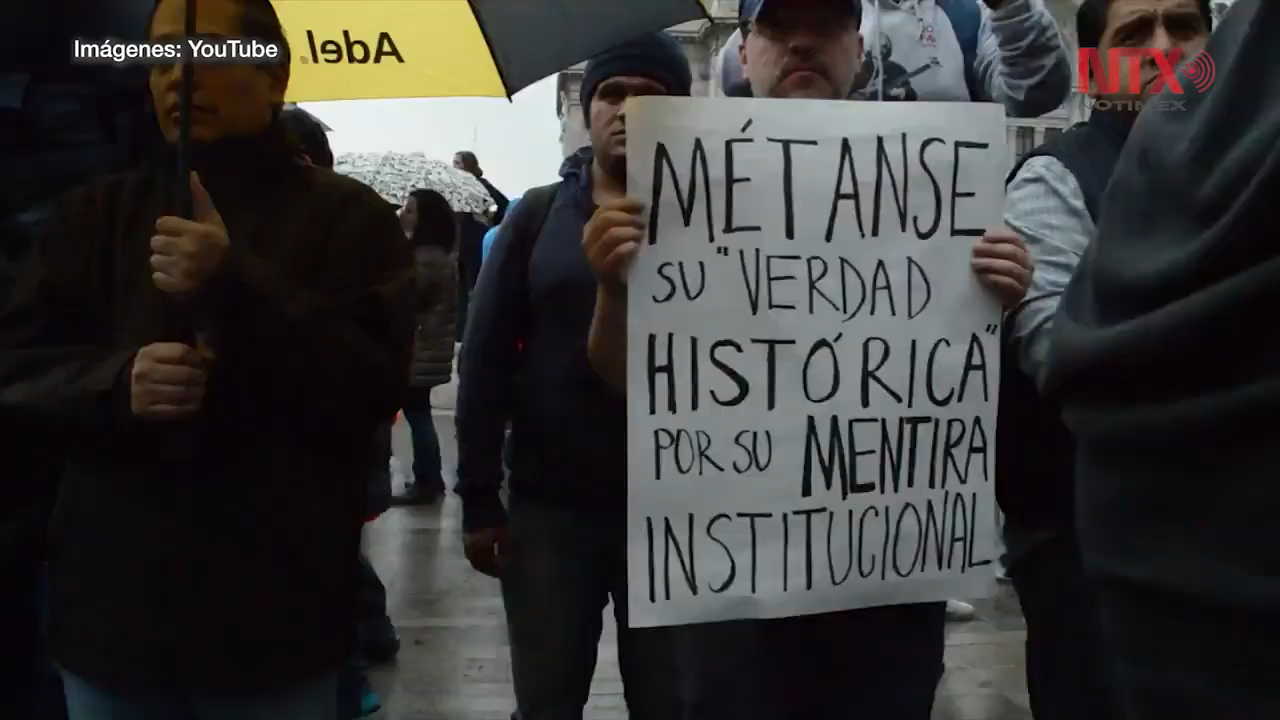 Imágenes: YouTube
Adel.
NTX
NOTIMEX
MÉTANSE
SU "VERDAD
HISTÓRICA"
POR SU MENTIRA
INSTITUCIONAL